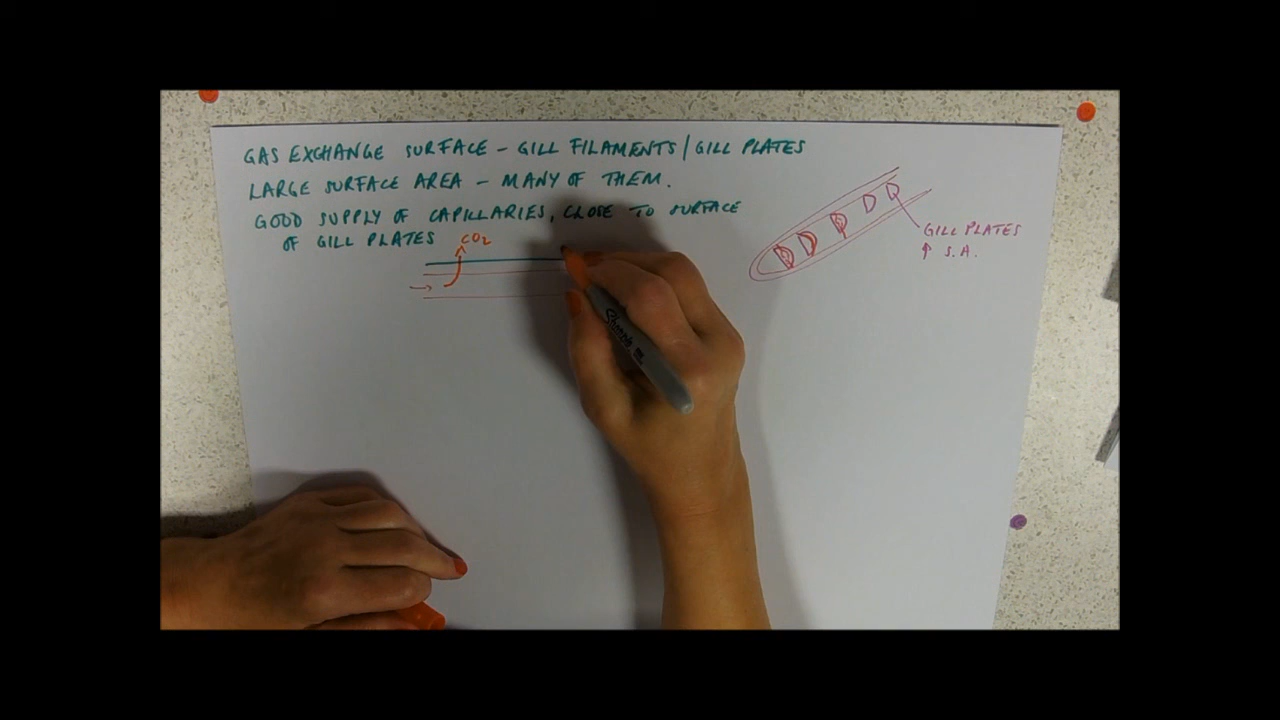 GAS EXCHANGE SURFACE - GILL FILAMENTS/GILL PLATES
LARGE SURFACE AREA - MANY OF THEM.
GOOD SUPPLY OF CAPILLARIES, CLOSE TO SURFACE
OF GILL PLATES
CO2
GILL PLATES
↑ S.A.
Sharpie